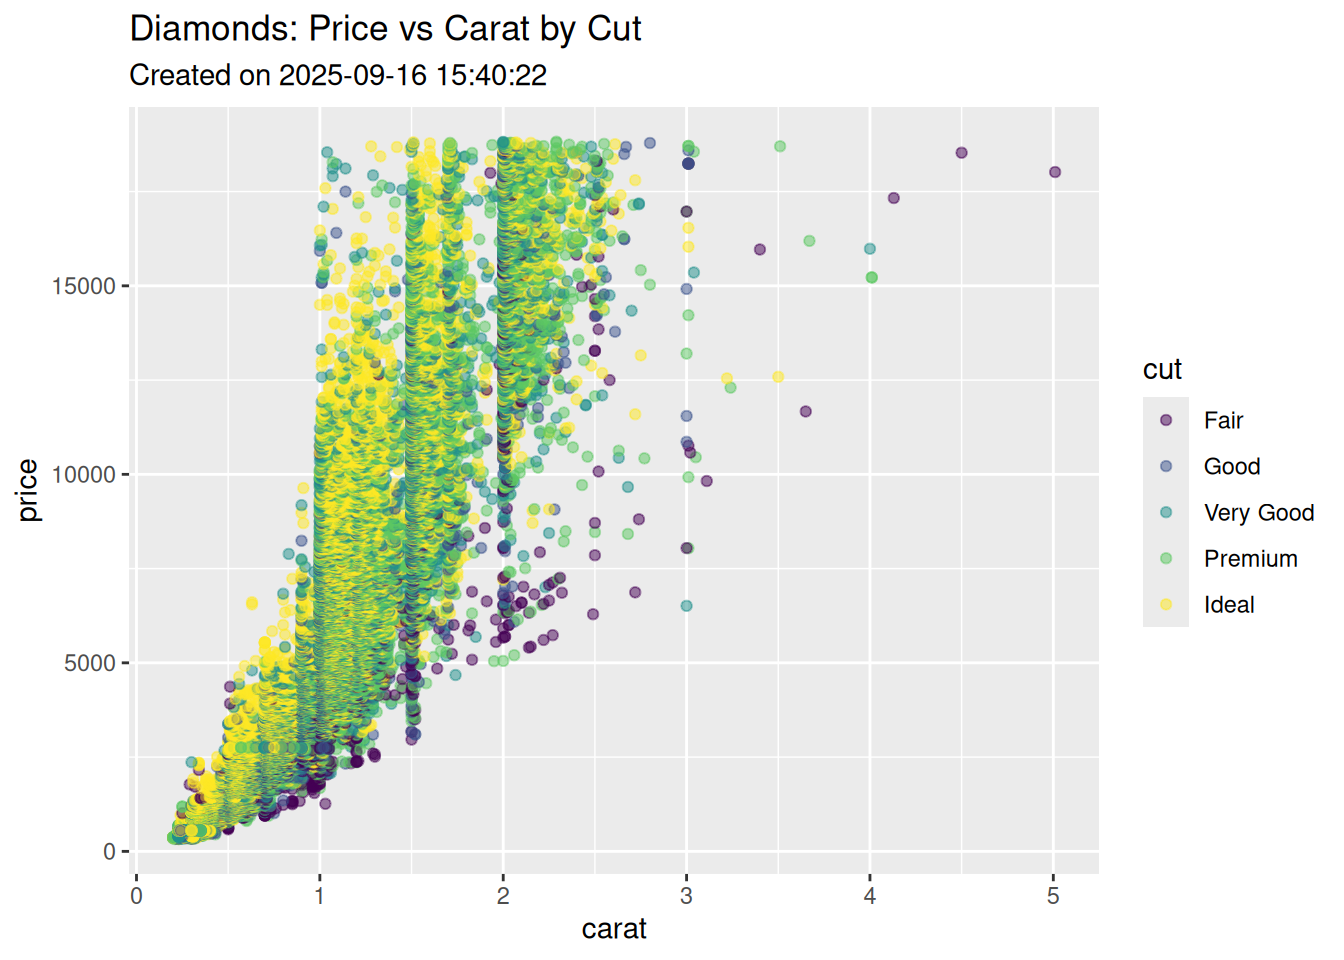 Diamonds: Price vs Carat by Cut
Created on 2025-09-16 15:40:22
price
15000
10000
5000
0
0 1 2 3 4 5
carat
cut
Fair
Good
Very Good
Premium
Ideal